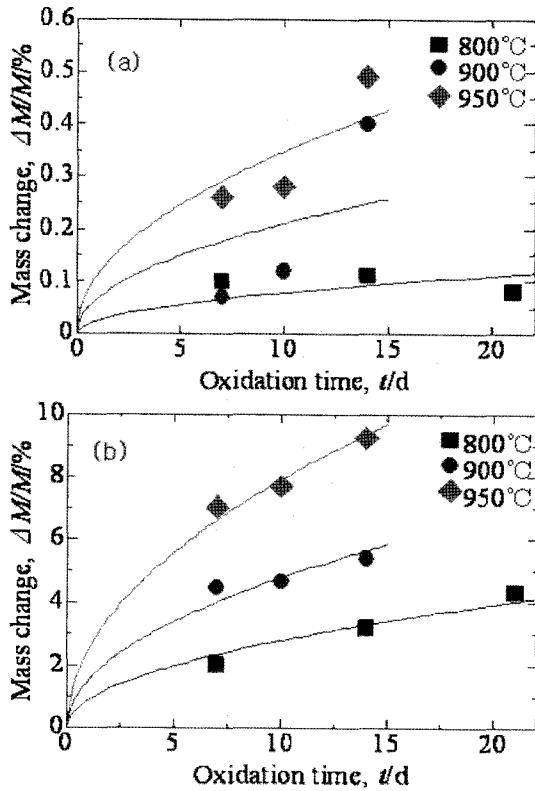 0.6
(a)
800℃
900℃
950℃
0.5
0.4
0.3
0.2
0.1
0
Mass change, ΔM/M/%
0 5 10 15 20
Oxidation time, t/d
10
(b)
800℃
900℃
950℃
8
6
4
2
0
Mass change, ΔM/M/%
0 5 10 15 20
Oxidation time, t/d